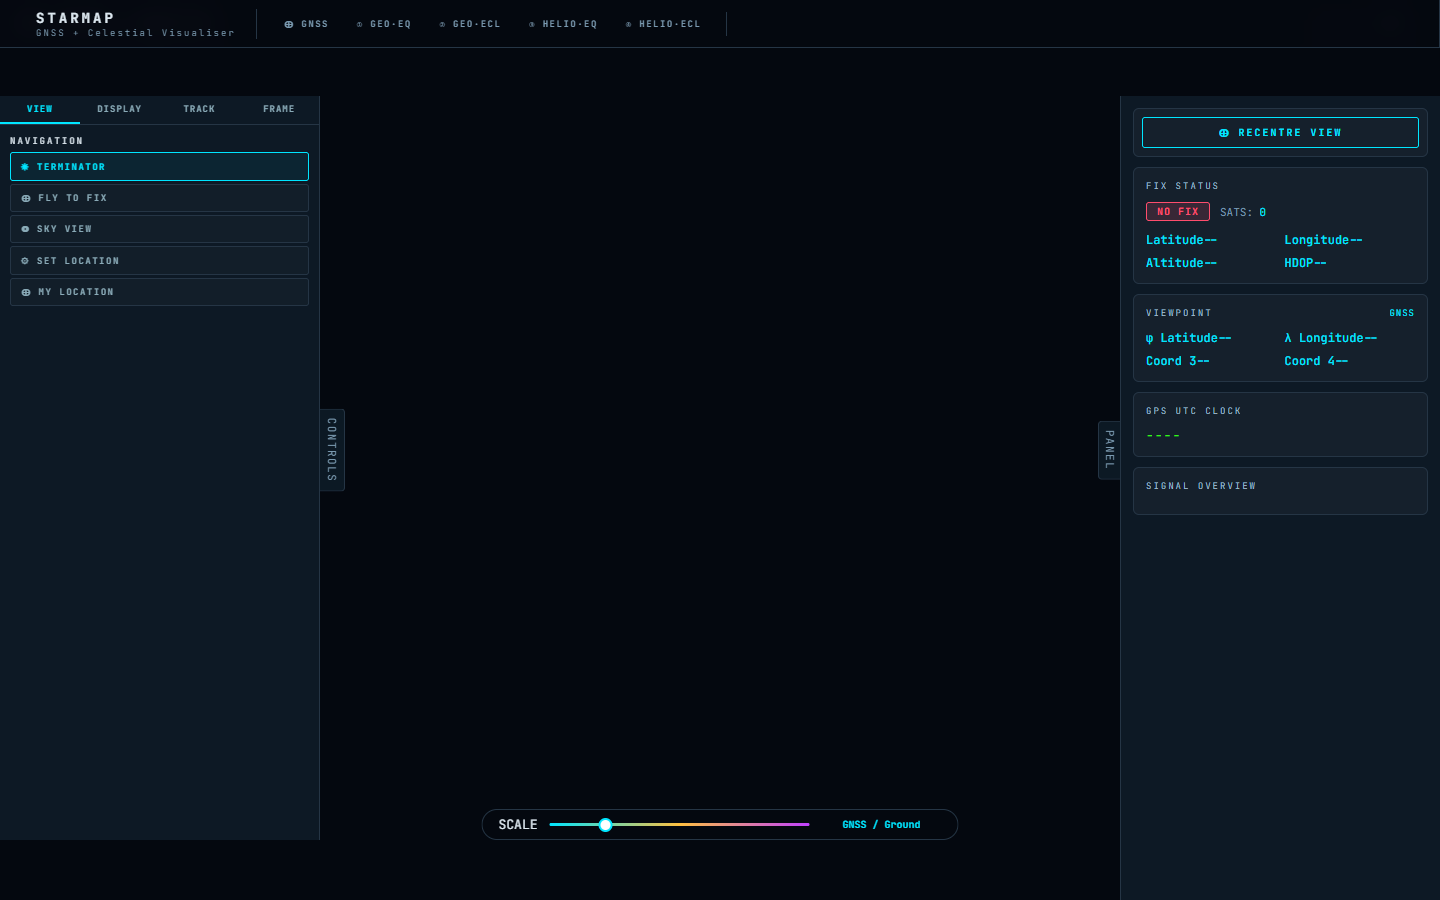 STARMAP
GNSS + Celestial Visualiser
GNSS
GEO-EQ
GEO-ECL
HELIO-EQ
HELIO-ECL
VIEW DISPLAY TRACK FRAME
NAVIGATION
TERMINATOR
FLY TO FIX
SKY VIEW
SET LOCATION
MY LOCATION
CONTROLS
SCALE
GNSS / Ground
PANEL
RECENTRE VIEW
FIX STATUS
NO FIX SATS: 0
Latitude-- Longitude--
Altitude-- HDOP--
VIEWPOINT GNSS
φ Latitude-- λ Longitude--
Coord 3-- Coord 4--
GPS UTC CLOCK
----
SIGNAL OVERVIEW